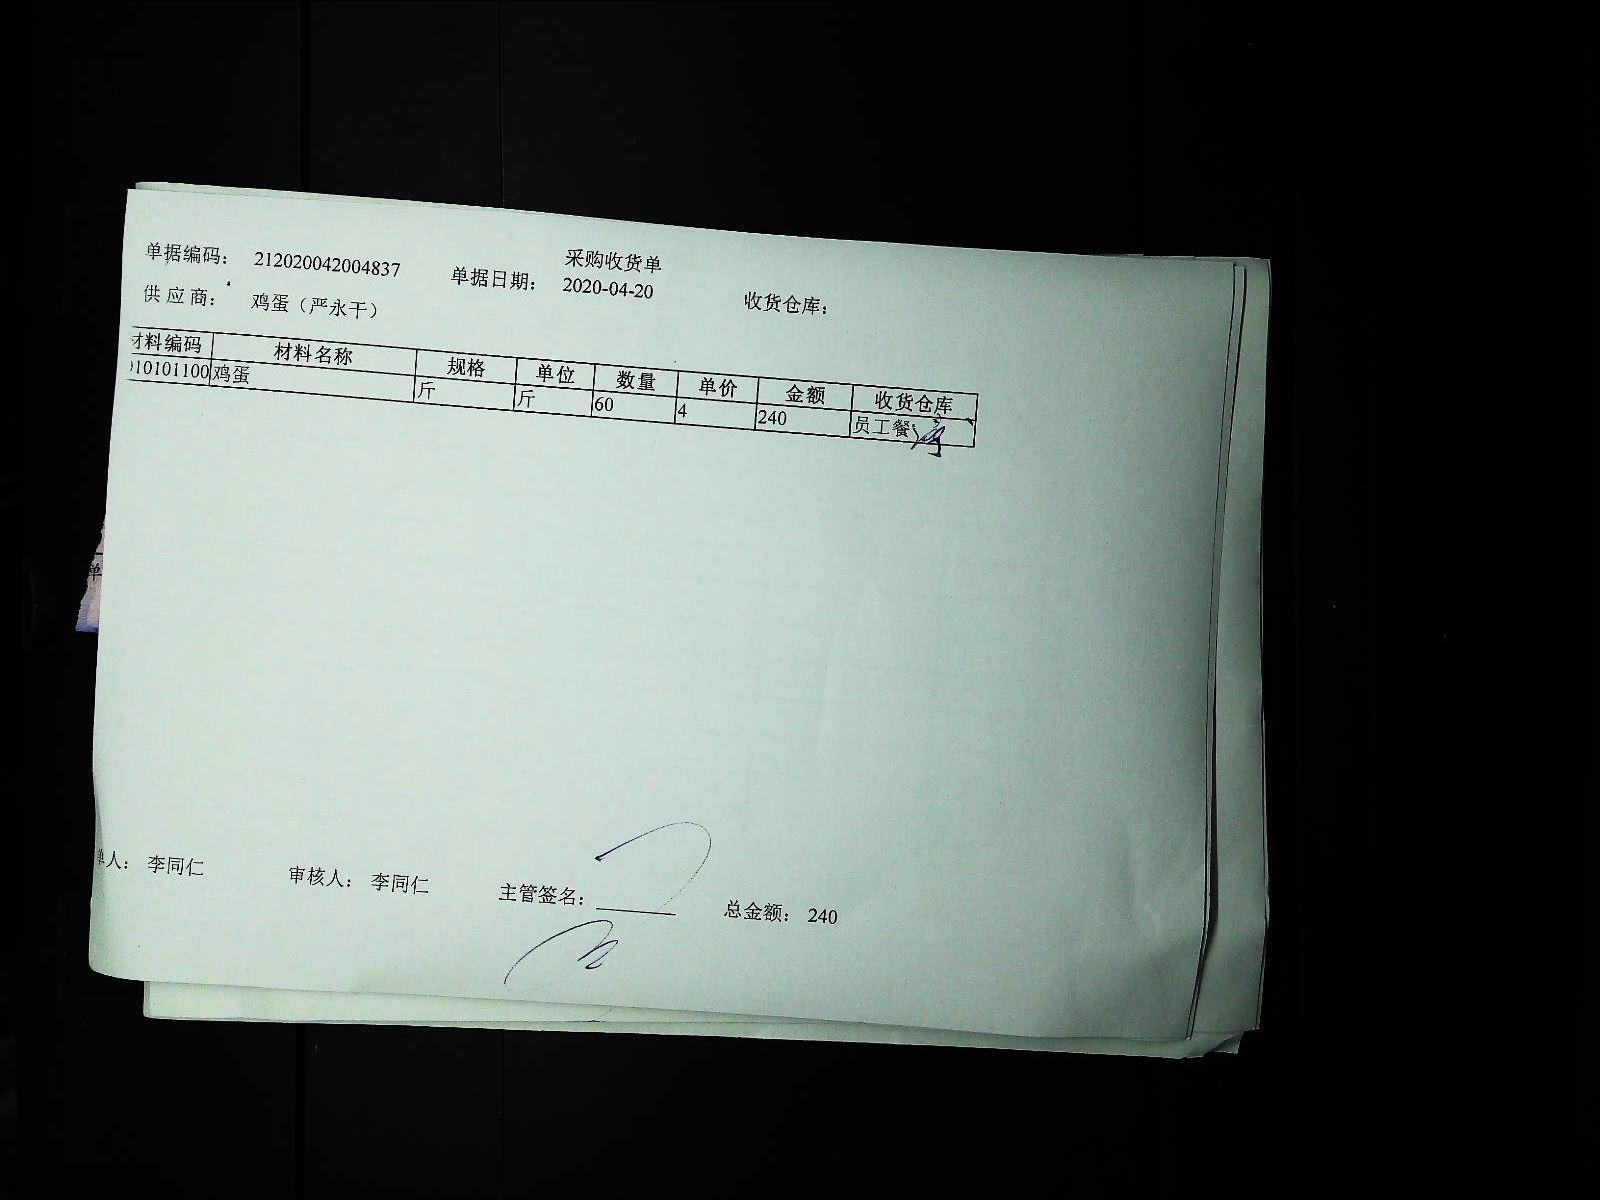 采购收货单
单据编码： 212020042004837 单据日期： 2020-04-20 收货仓库：
供应商： 鸡蛋（严永干）
材料编码 材料名称 规格 单位 数量 单价 金额 收货仓库
10101100 鸡蛋 斤 斤 60 4 240 员工餐
单
单人： 李同仁 审核人： 李同仁 主管签名： 总金额： 240